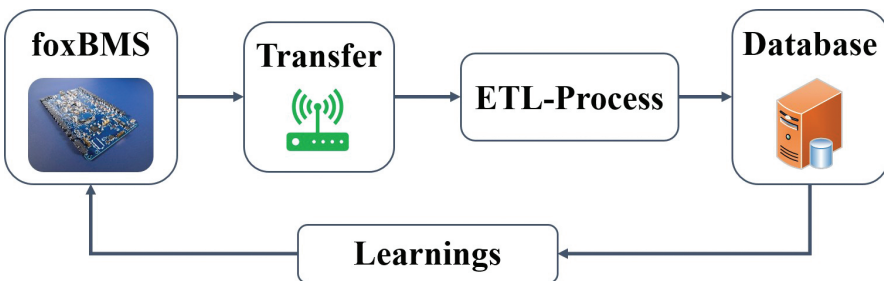 foxBMS
Transfer
ETL-Process
Database
Learnings